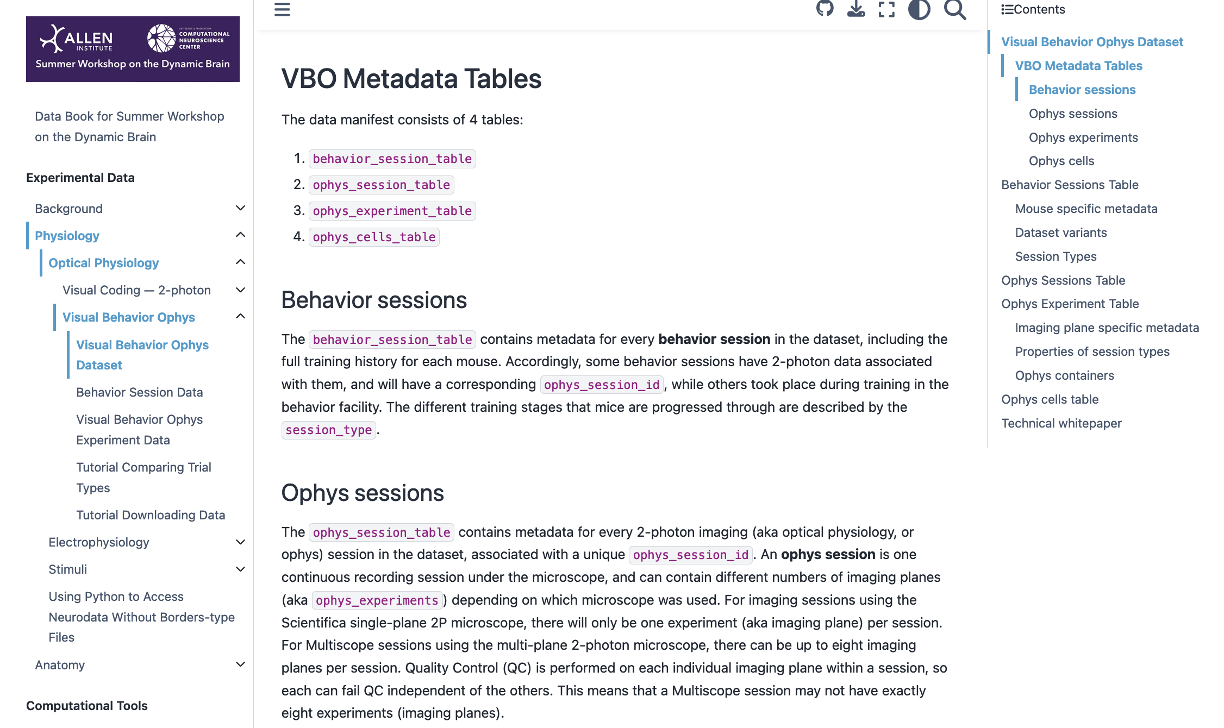 ALLEN
INSTITUTE
COMPUTATIONAL
NEUROSCIENCE
CENTER
Summer Workshop on the Dynamic Brain
Data Book for Summer Workshop
on the Dynamic Brain
Experimental Data
Background
Physiology
Optical Physiology
Visual Coding — 2-photon
Visual Behavior Ophys
Visual Behavior Ophys
Dataset
Behavior Session Data
Visual Behavior Ophys
Experiment Data
Tutorial Comparing Trial
Types
Tutorial Downloading Data
Electrophysiology
Stimuli
Using Python to Access
Neurodata Without Borders-type
Files
Anatomy
Computational Tools
VBO Metadata Tables
The data manifest consists of 4 tables:
1. behavior_session_table
2. ophys_session_table
3. ophys_experiment_table
4. ophys_cells_table
Behavior sessions
The behavior_session_table contains metadata for every behavior session in the dataset, including the
full training history for each mouse. Accordingly, some behavior sessions have 2-photon data associated
with them, and will have a corresponding ophys_session_id, while others took place during training in the
behavior facility. The different training stages that mice are progressed through are described by the
session_type.
Ophys sessions
The ophys_session_table contains metadata for every 2-photon imaging (aka optical physiology, or
ophys) session in the dataset, associated with a unique ophys_session_id. An ophys session is one
continuous recording session under the microscope, and can contain different numbers of imaging planes
(aka ophys_experiments) depending on which microscope was used. For imaging sessions using the
Scientifica single-plane 2P microscope, there will only be one experiment (aka imaging plane) per session.
For Multiscope sessions using the multi-plane 2-photon microscope, there can be up to eight imaging
planes per session. Quality Control (QC) is performed on each individual imaging plane within a session, so
each can fail QC independent of the others. This means that a Multiscope session may not have exactly
eight experiments (imaging planes).
Contents
Visual Behavior Ophys Dataset
VBO Metadata Tables
Behavior sessions
Ophys sessions
Ophys experiments
Ophys cells
Behavior Sessions Table
Mouse specific metadata
Dataset variants
Session Types
Ophys Sessions Table
Ophys Experiment Table
Imaging plane specific metadata
Properties of session types
Ophys containers
Ophys cells table
Technical whitepaper